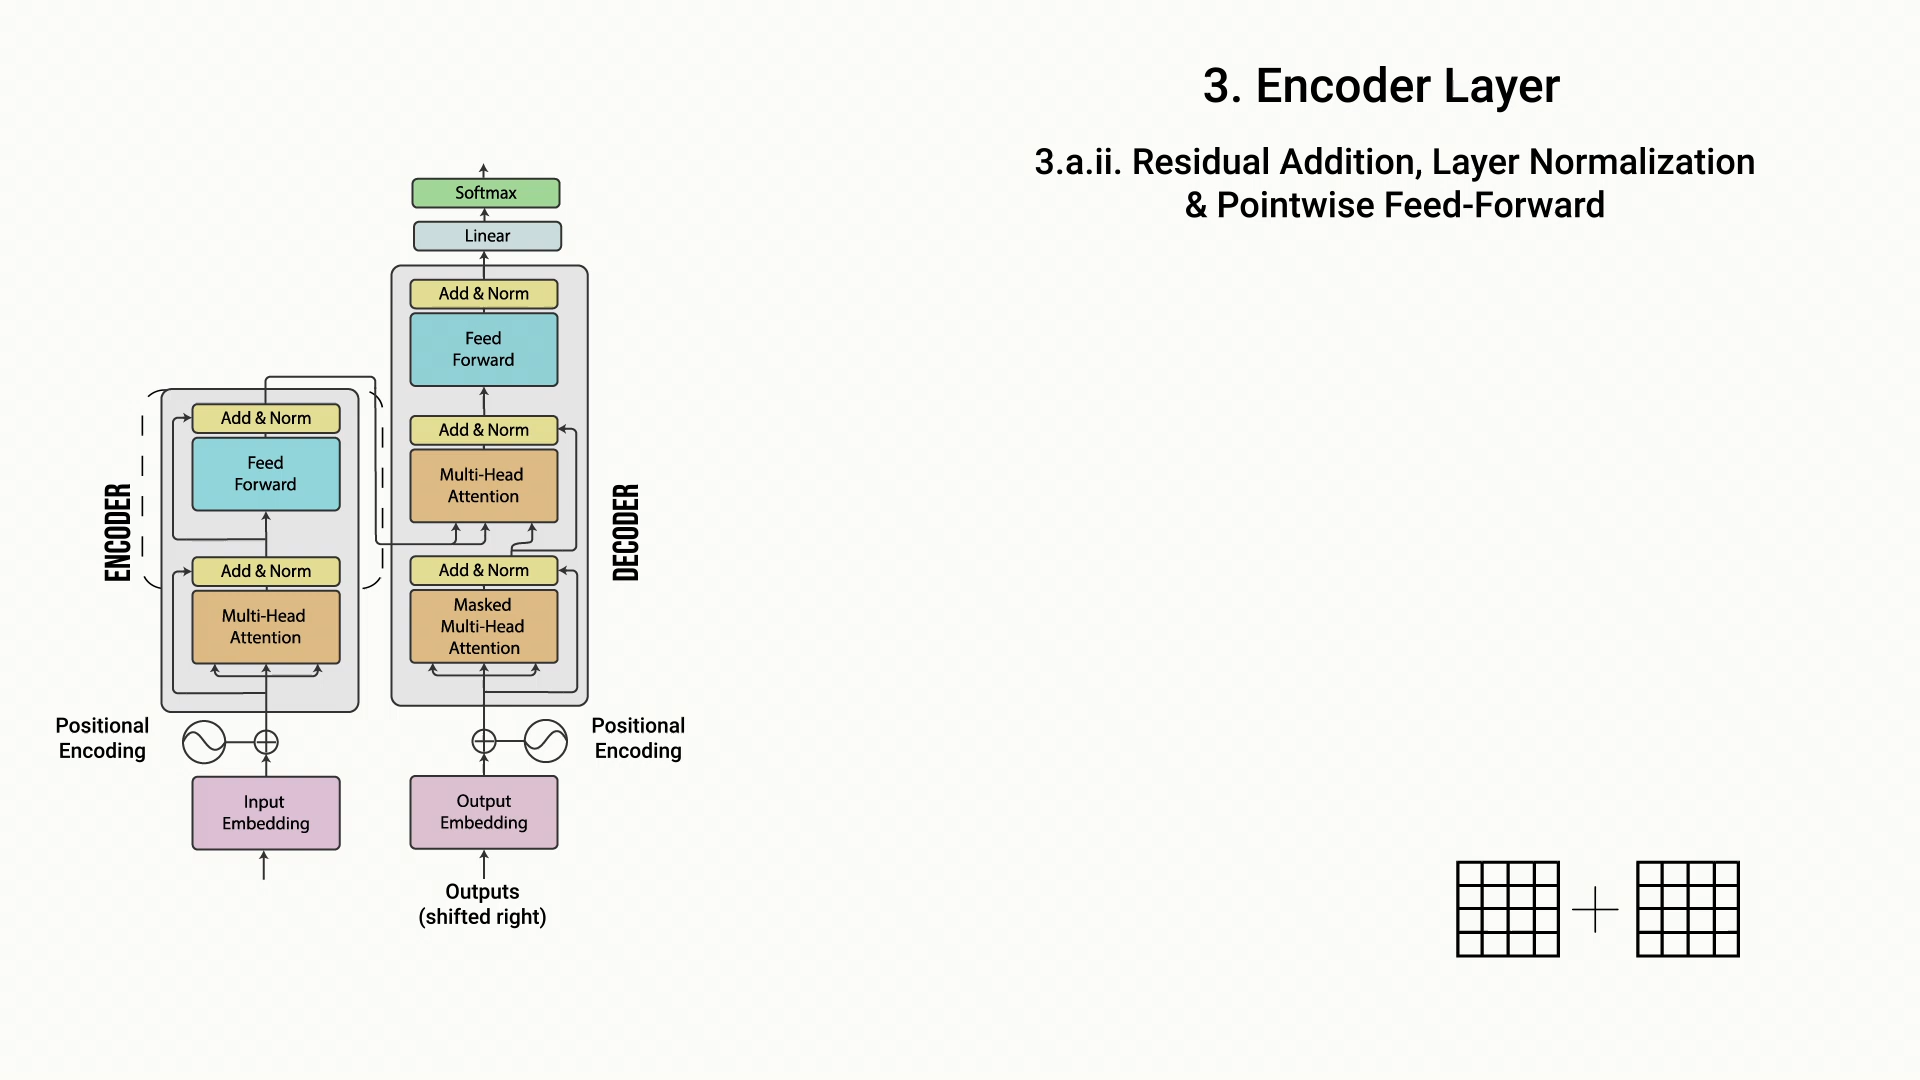 3. Encoder Layer
3.a.ii. Residual Addition, Layer Normalization
& Pointwise Feed-Forward
Softmax
Linear
Add & Norm
Feed
Forward
Add & Norm
Multi-Head
Attention
Add & Norm
Masked
Multi-Head
Attention
DECODER
Add & Norm
Feed
Forward
Add & Norm
Multi-Head
Attention
ENCODER
Positional
Encoding
Positional
Encoding
Input
Embedding
Output
Embedding
Outputs
(shifted right)